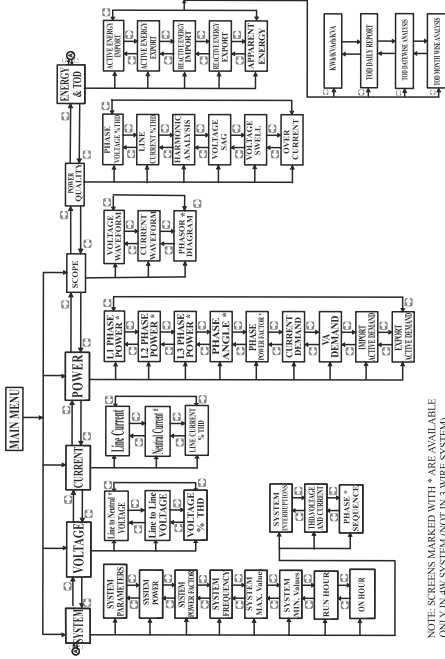 MAIN MENU
SYSTEM
VOLTAGE
CURRENT
POWER
SCOPE
POWER
QUALITY
ENERGY
& TOD
SYSTEM
PARAMETERS
SYSTEM
POWER
SYSTEM
POWER FACTOR
SYSTEM
FREQUENCY
SYSTEM
MAX. Value
SYSTEM
MIN. Values
RUN HOUR
ON HOUR
SYSTEM
INTERRUPTIONS
THD VOLTAGE
AND CURRENT
PHASE *
SEQUENCE
Line to Neutral *
VOLTAGE
Line to Line
VOLTAGE
VOLTAGE
% THD
Line Current
Neutral Current *
LINE CURRENT
% THD
L1 PHASE
POWER *
L2 PHASE
POWER *
L3 PHASE
POWER *
PHASE
ANGLE *
PHASE
POWER FACTOR *
CURRENT
DEMAND
VA
DEMAND
IMPORT
ACTIVE DEMAND
EXPORT
ACTIVE DEMAND
VOLTAGE
WAVEFORM
CURRENT
WAVEFORM
PHASOR *
DIAGRAM
PHASE
VOLTAGE %THD
LINE
CURRENT %THD
HARMONIC
ANALYSIS
VOLTAGE
SAG
VOLTAGE
SWELL
OVER
CURRENT
ACTIVE ENERGY
IMPORT
ACTIVE ENERGY
EXPORT
REACTIVE ENERGY
IMPORT
REACTIVE ENERGY
EXPORT
APPARENT
ENERGY
TOD DAILY REPORT
TOD DATEWISE ANALYSIS
TOD MONTH WISE ANALYSIS
NOTE: SCREENS MARKED WITH * ARE AVAILABLE
ONLY IN 4W SYSTEM (NOT IN 3 WIRE SYSTEM)